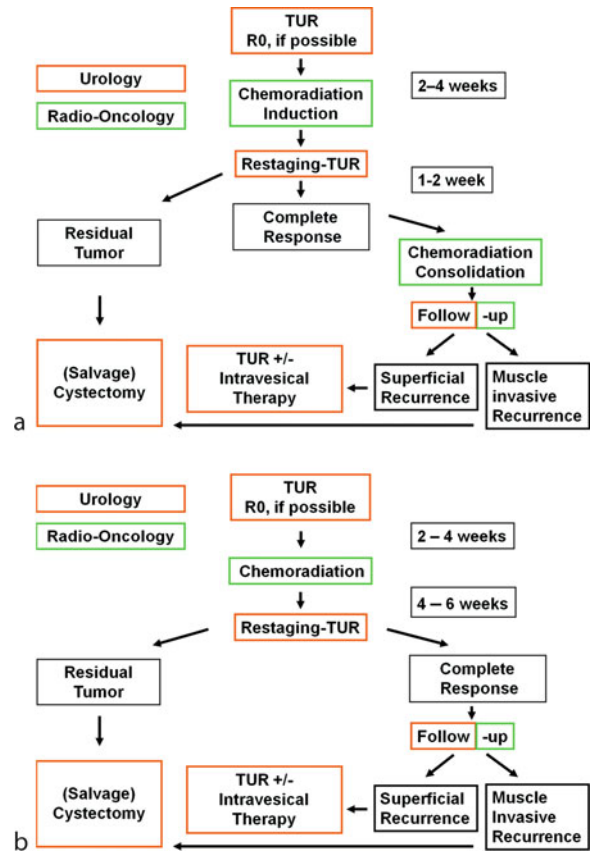 TUR
R0, if possible
Urology
2–4 weeks
Radio-Oncology
Chemoradiation
Induction
Restaging-TUR
1-2 week
Residual
Tumor
Complete
Response
Chemoradiation
Consolidation
Follow -up
(Salvage)
Cystectomy
TUR +/-
Intravesical
Therapy
Superficial
Recurrence
Muscle
invasive
Recurrence
a
TUR
R0, if possible
Urology
Radio-Oncology
2 – 4 weeks
Chemoradiation
4 – 6 weeks
Restaging-TUR
Residual
Tumor
Complete
Response
Follow -up
(Salvage)
Cystectomy
TUR +/-
Intravesical
Therapy
Superficial
Recurrence
Muscle
Invasive
Recurrence
b